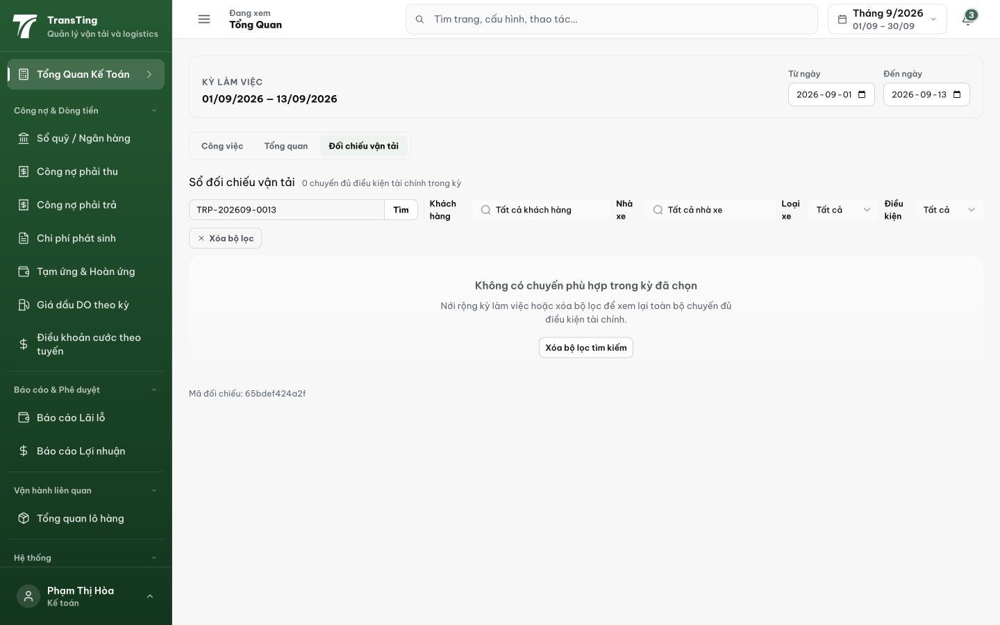 TransTing
Quản lý vận tải và logistics
Tổng Quan Kế Toán
Công nợ & Dòng tiền
Sổ quỹ / Ngân hàng
Công nợ phải thu
Công nợ phải trả
Chi phí phát sinh
Tạm ứng & Hoàn ứng
Giá dầu DO theo kỳ
Điều khoản cước theo
tuyến
Báo cáo & Phê duyệt
Báo cáo Lãi lỗ
Báo cáo Lợi nhuận
Vận hành liên quan
Tổng quan lô hàng
Hệ thống
Phạm Thị Hòa
Kế toán
Đang xem
Tổng Quan
Tìm trang, cấu hình, thao tác...
Tháng 9/2026
01/09 – 30/09
3
KỲ LÀM VIỆC
01/09/2026 — 13/09/2026
Từ ngày
2026-09-01
Đến ngày
2026-09-13
Công việc
Tổng quan
Đối chiếu vận tải
Sổ đối chiếu vận tải
0 chuyến đủ điều kiện tài chính trong kỳ
TRP-202609-0013
Tìm
Khách
hàng
Tất cả khách hàng
Nhà
xe
Tất cả nhà xe
Loại
xe
Tất cả
Điều
kiện
Tất cả
Xóa bộ lọc
Không có chuyến phù hợp trong kỳ đã chọn
Nới rộng kỳ làm việc hoặc xóa bộ lọc để xem lại toàn bộ chuyến đủ
điều kiện tài chính.
Xóa bộ lọc tìm kiếm
Mã đối chiếu: 65bdef424a2f